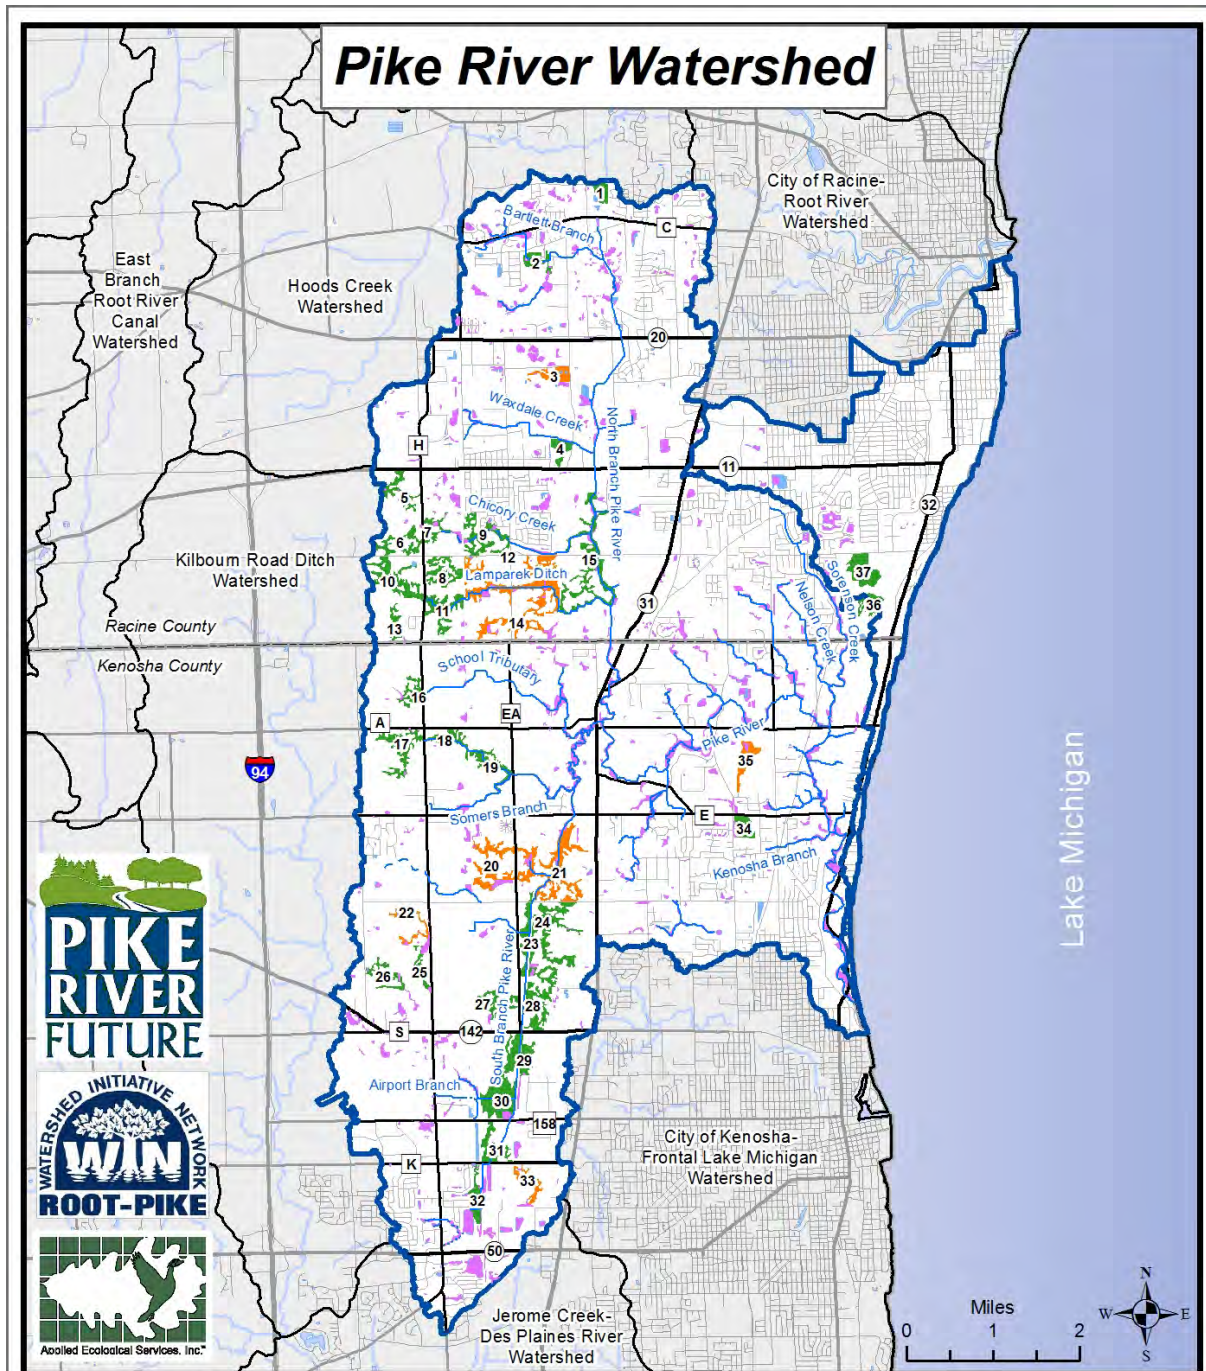 Pike River Watershed
City of Racine-
Root River
Watershed
1
Bartlett Branch
C
2
East
Branch
Root River
Canal
Watershed
Hoods Creek
Watershed
20
3
Waxdale Creek
North Branch Pike River
H
4
11
5
32
Chicory Creek
7
9
6
12
15
Kilbourn Road Ditch
Watershed
10
8
Lamparek Ditch
37
Sorenson Creek
Nelson Creek
36
11
31
13
14
Racine County
Kenosha County
School Tributary
16
A
EA
17
18
Pike River
19
35
94
Somers Branch
E
34
Lake Michigan
20
21
Kenosha Branch
22
24
23
25
26
27
28
South Branch Pike River
S
142
29
Airport Branch
30
158
31
K
City of Kenosha-
Frontal Lake Michigan
Watershed
33
32
50
Jerome Creek-
Des Plaines River
Watershed
PIKE
RIVER
FUTURE
WATERSHED INITIATIVE NETWORK
WIN
ROOT-PIKE
Applied Ecological Services, Inc.™
Miles
0 1 2
N
W E
S